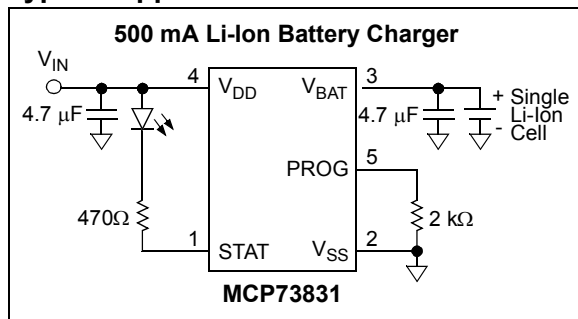 500 mA Li-Ion Battery Charger
VIN
4 VDD
VBAT 3
4.7 μF
4.7 μF
+ Single
Li-Ion
- Cell
PROG 5
470Ω
2 kΩ
1 STAT
VSS 2
MCP73831